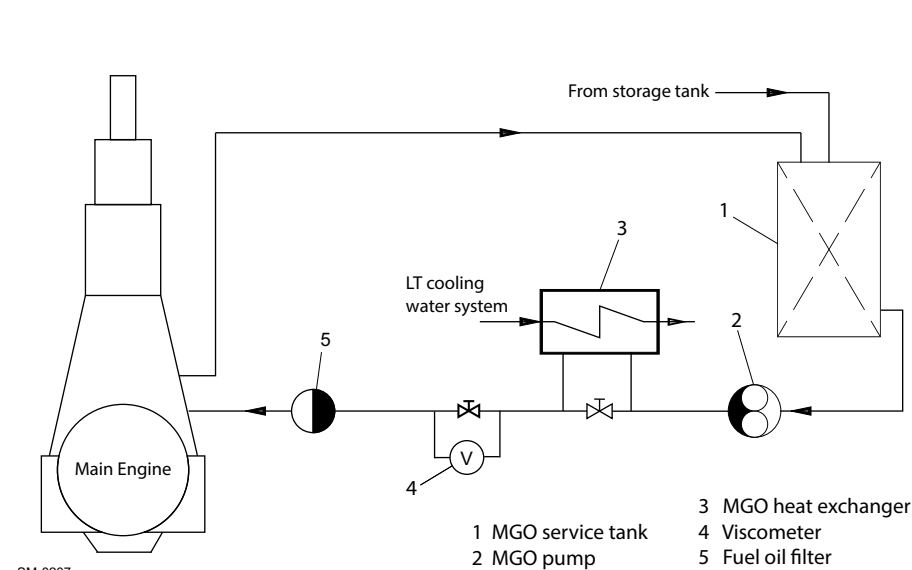 From storage tank
1
3
LT cooling
water system
2
5
Main Engine
V
4
3 MGO heat exchanger
1 MGO service tank
4 Viscometer
2 MGO pump
5 Fuel oil filter